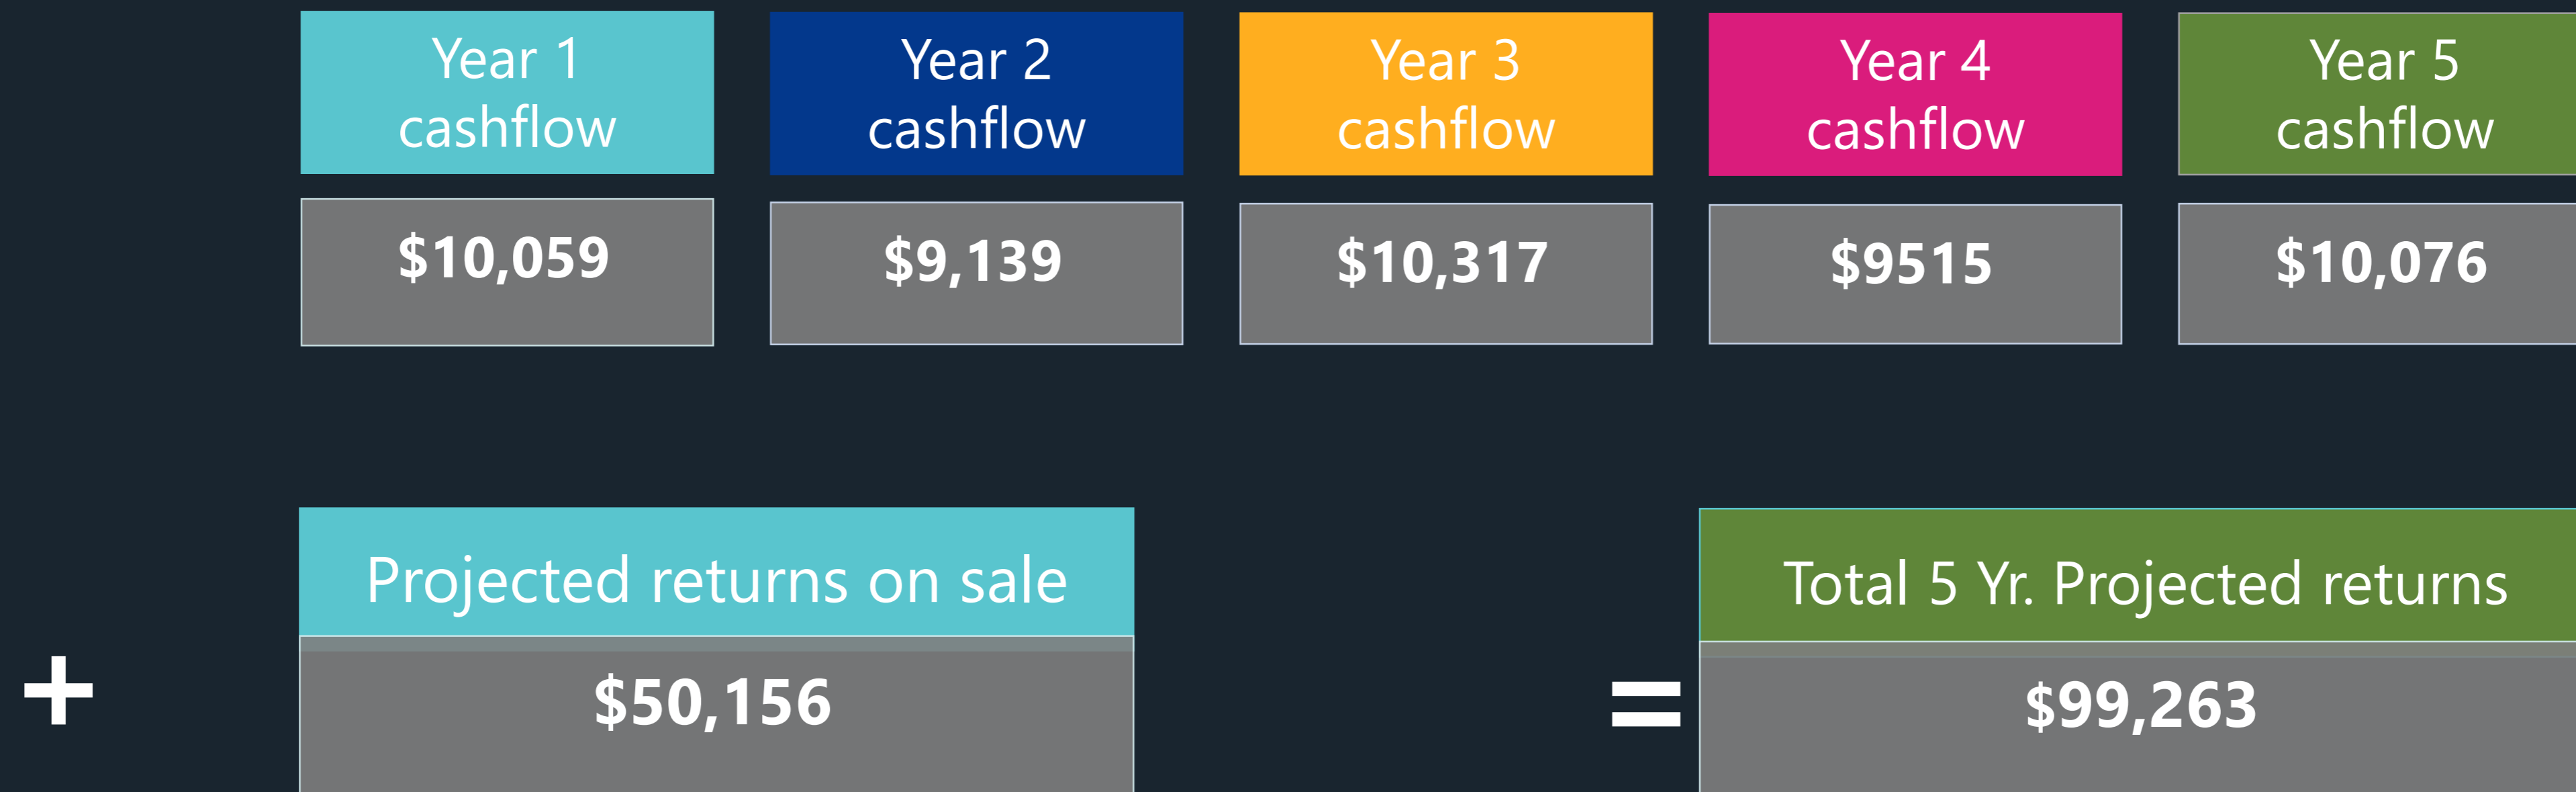 Year 1
cashflow
Year 2
cashflow
Year 3
cashflow
Year 4
cashflow
Year 5
cashflow
$10,059
$9,139
$10,317
$9515
$10,076
Projected returns on sale
Total 5 Yr. Projected returns
+
$50,156
=
$99,263